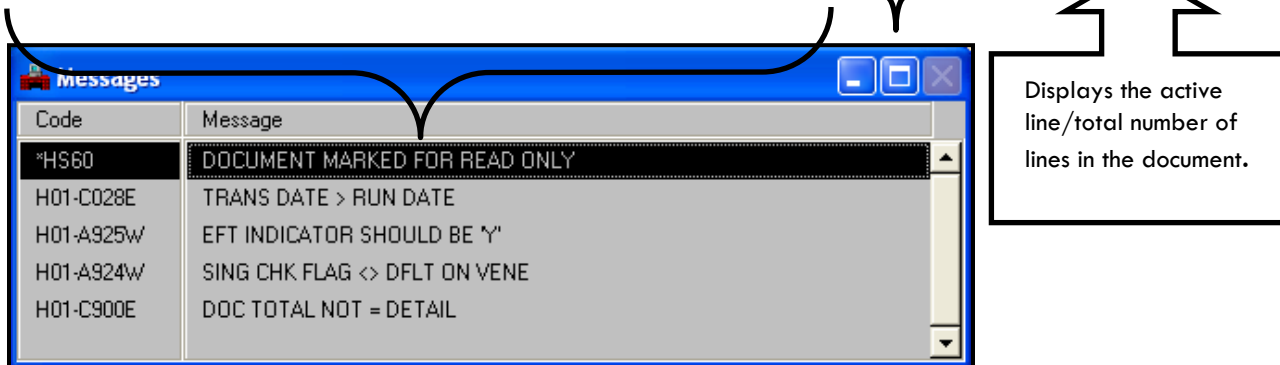 Messages
Code Message
*HS60 DOCUMENT MARKED FOR READ ONLY
H01-C028E TRANS DATE > RUN DATE
H01-A925W EFT INDICATOR SHOULD BE 'Y'
H01-A924W SING CHK FLAG <> DFLT ON VENE
H01-C900E DOC TOTAL NOT = DETAIL
Displays the active
line/total number of
lines in the document.